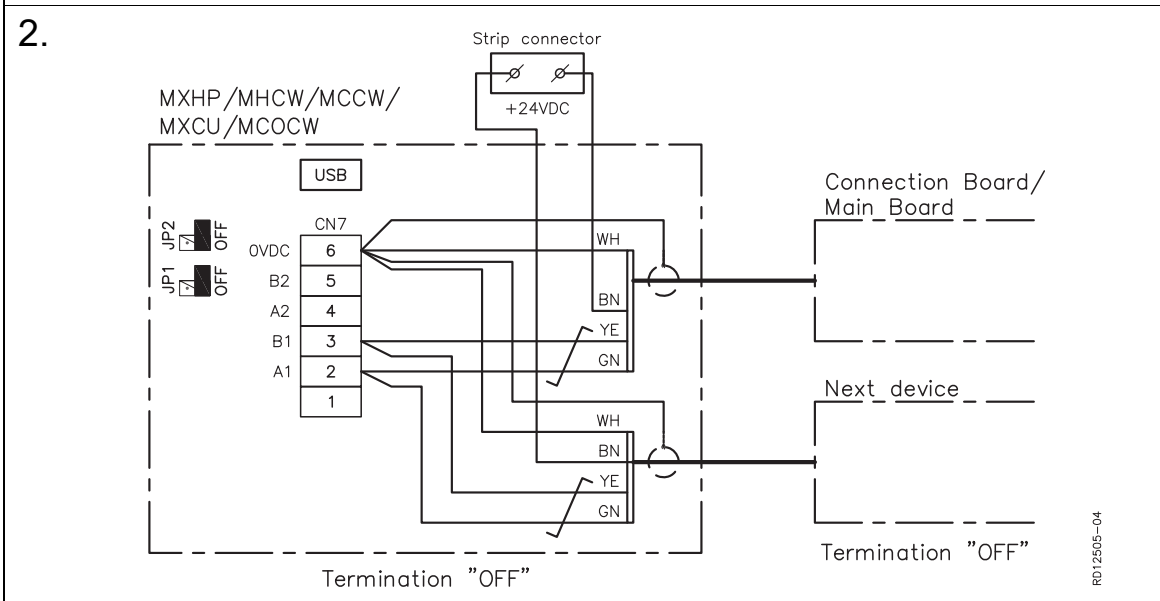 2.
Strip connector
+24VDC
MXHP/MHCW/MCCW/
MXCU/MCOCW
USB
Connection Board/
Main Board
JP2
OFF
JP1
OFF
CN7
0VDC 6
B2 5
A2 4
B1 3
A1 2
1
WH
BN
YE
GN
Next device
WH
BN
YE
GN
Termination "OFF"
Termination "OFF"
RD12505-04